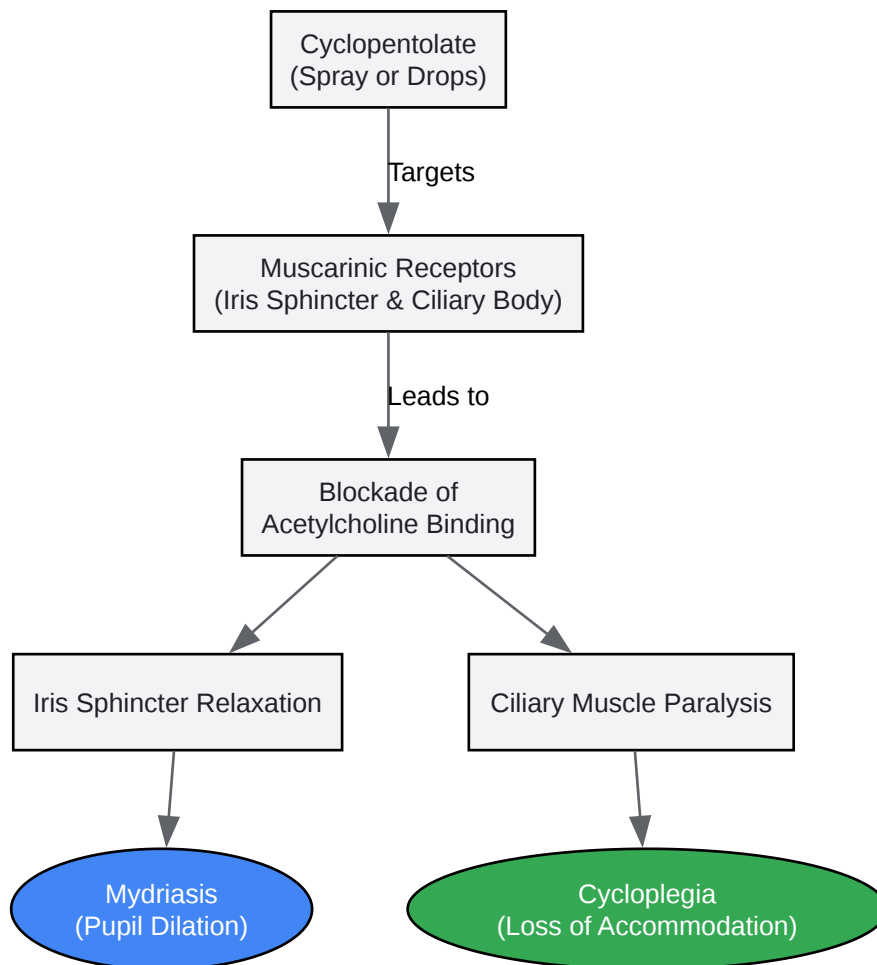 Cyclopentolate
(Spray or Drops)
Targets
Muscarinic Receptors
(Iris Sphincter & Ciliary Body)
Leads to
Blockade of
Acetylcholine Binding
Iris Sphincter Relaxation
Ciliary Muscle Paralysis
Mydriasis
(Pupil Dilation)
Cycloplegia
(Loss of Accommodation)